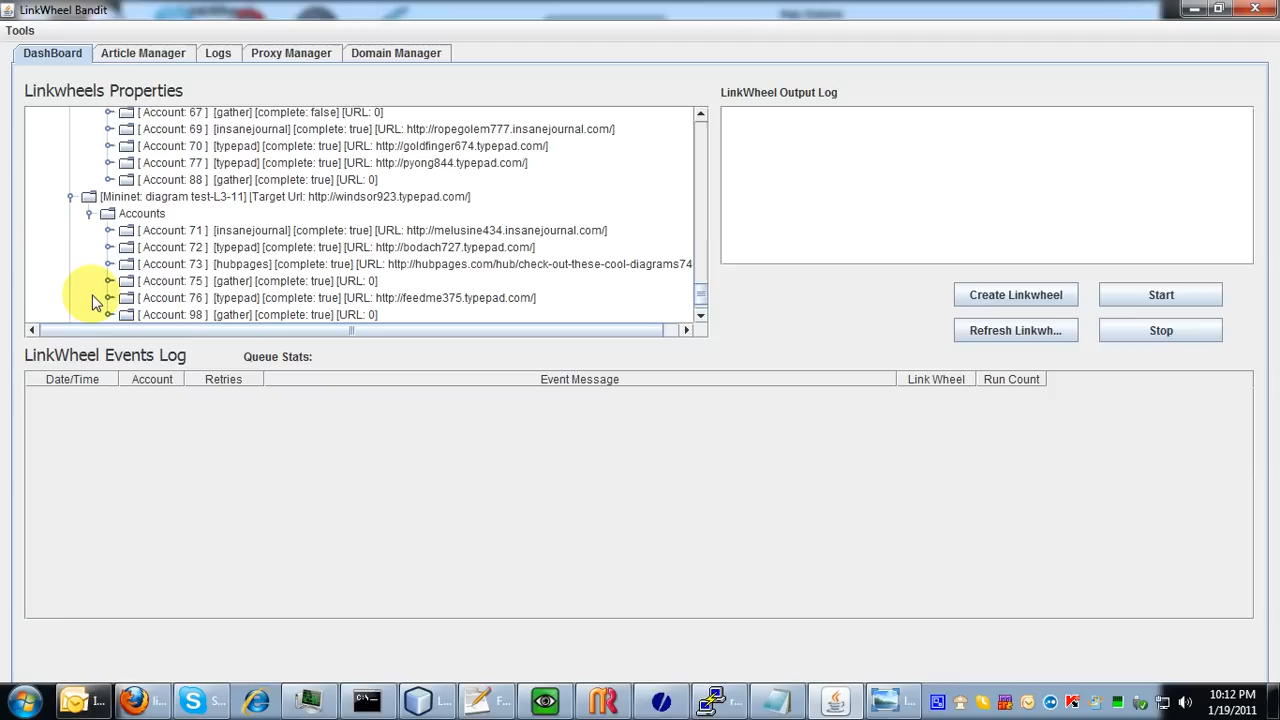 LinkWheel Bandit
Tools
DashBoard Article Manager Logs Proxy Manager Domain Manager
Linkwheels Properties
LinkWheel Output Log
[ Account: 67 ] [gather] [complete: false] [URL: 0]
[ Account: 69 ] [insanejournal] [complete: true] [URL: http://ropegolem777.insanejournal.com/]
[ Account: 70 ] [typepad] [complete: true] [URL: http://goldfinger674.typepad.com/]
[ Account: 77 ] [typepad] [complete: true] [URL: http://pyong844.typepad.com/]
[ Account: 88 ] [gather] [complete: true] [URL: 0]
[Mininet: diagram test-L3-11] [Target Url: http://windsor923.typepad.com/]
Accounts
[ Account: 71 ] [insanejournal] [complete: true] [URL: http://melusine434.insanejournal.com/]
[ Account: 72 ] [typepad] [complete: true] [URL: http://bodach727.typepad.com/]
[ Account: 73 ] [hubpages] [complete: true] [URL: http://hubpages.com/hub/check-out-these-cool-diagrams74
[ Account: 75 ] [gather] [complete: true] [URL: 0]
[ Account: 76 ] [typepad] [complete: true] [URL: http://feedme375.typepad.com/]
[ Account: 98 ] [gather] [complete: true] [URL: 0]
Create Linkwheel Start
Refresh Linkwh... Stop
LinkWheel Events Log Queue Stats:
Date/Time Account Retries Event Message Link Wheel Run Count
I... li... S... L... F... r... I...
10:12 PM
1/19/2011